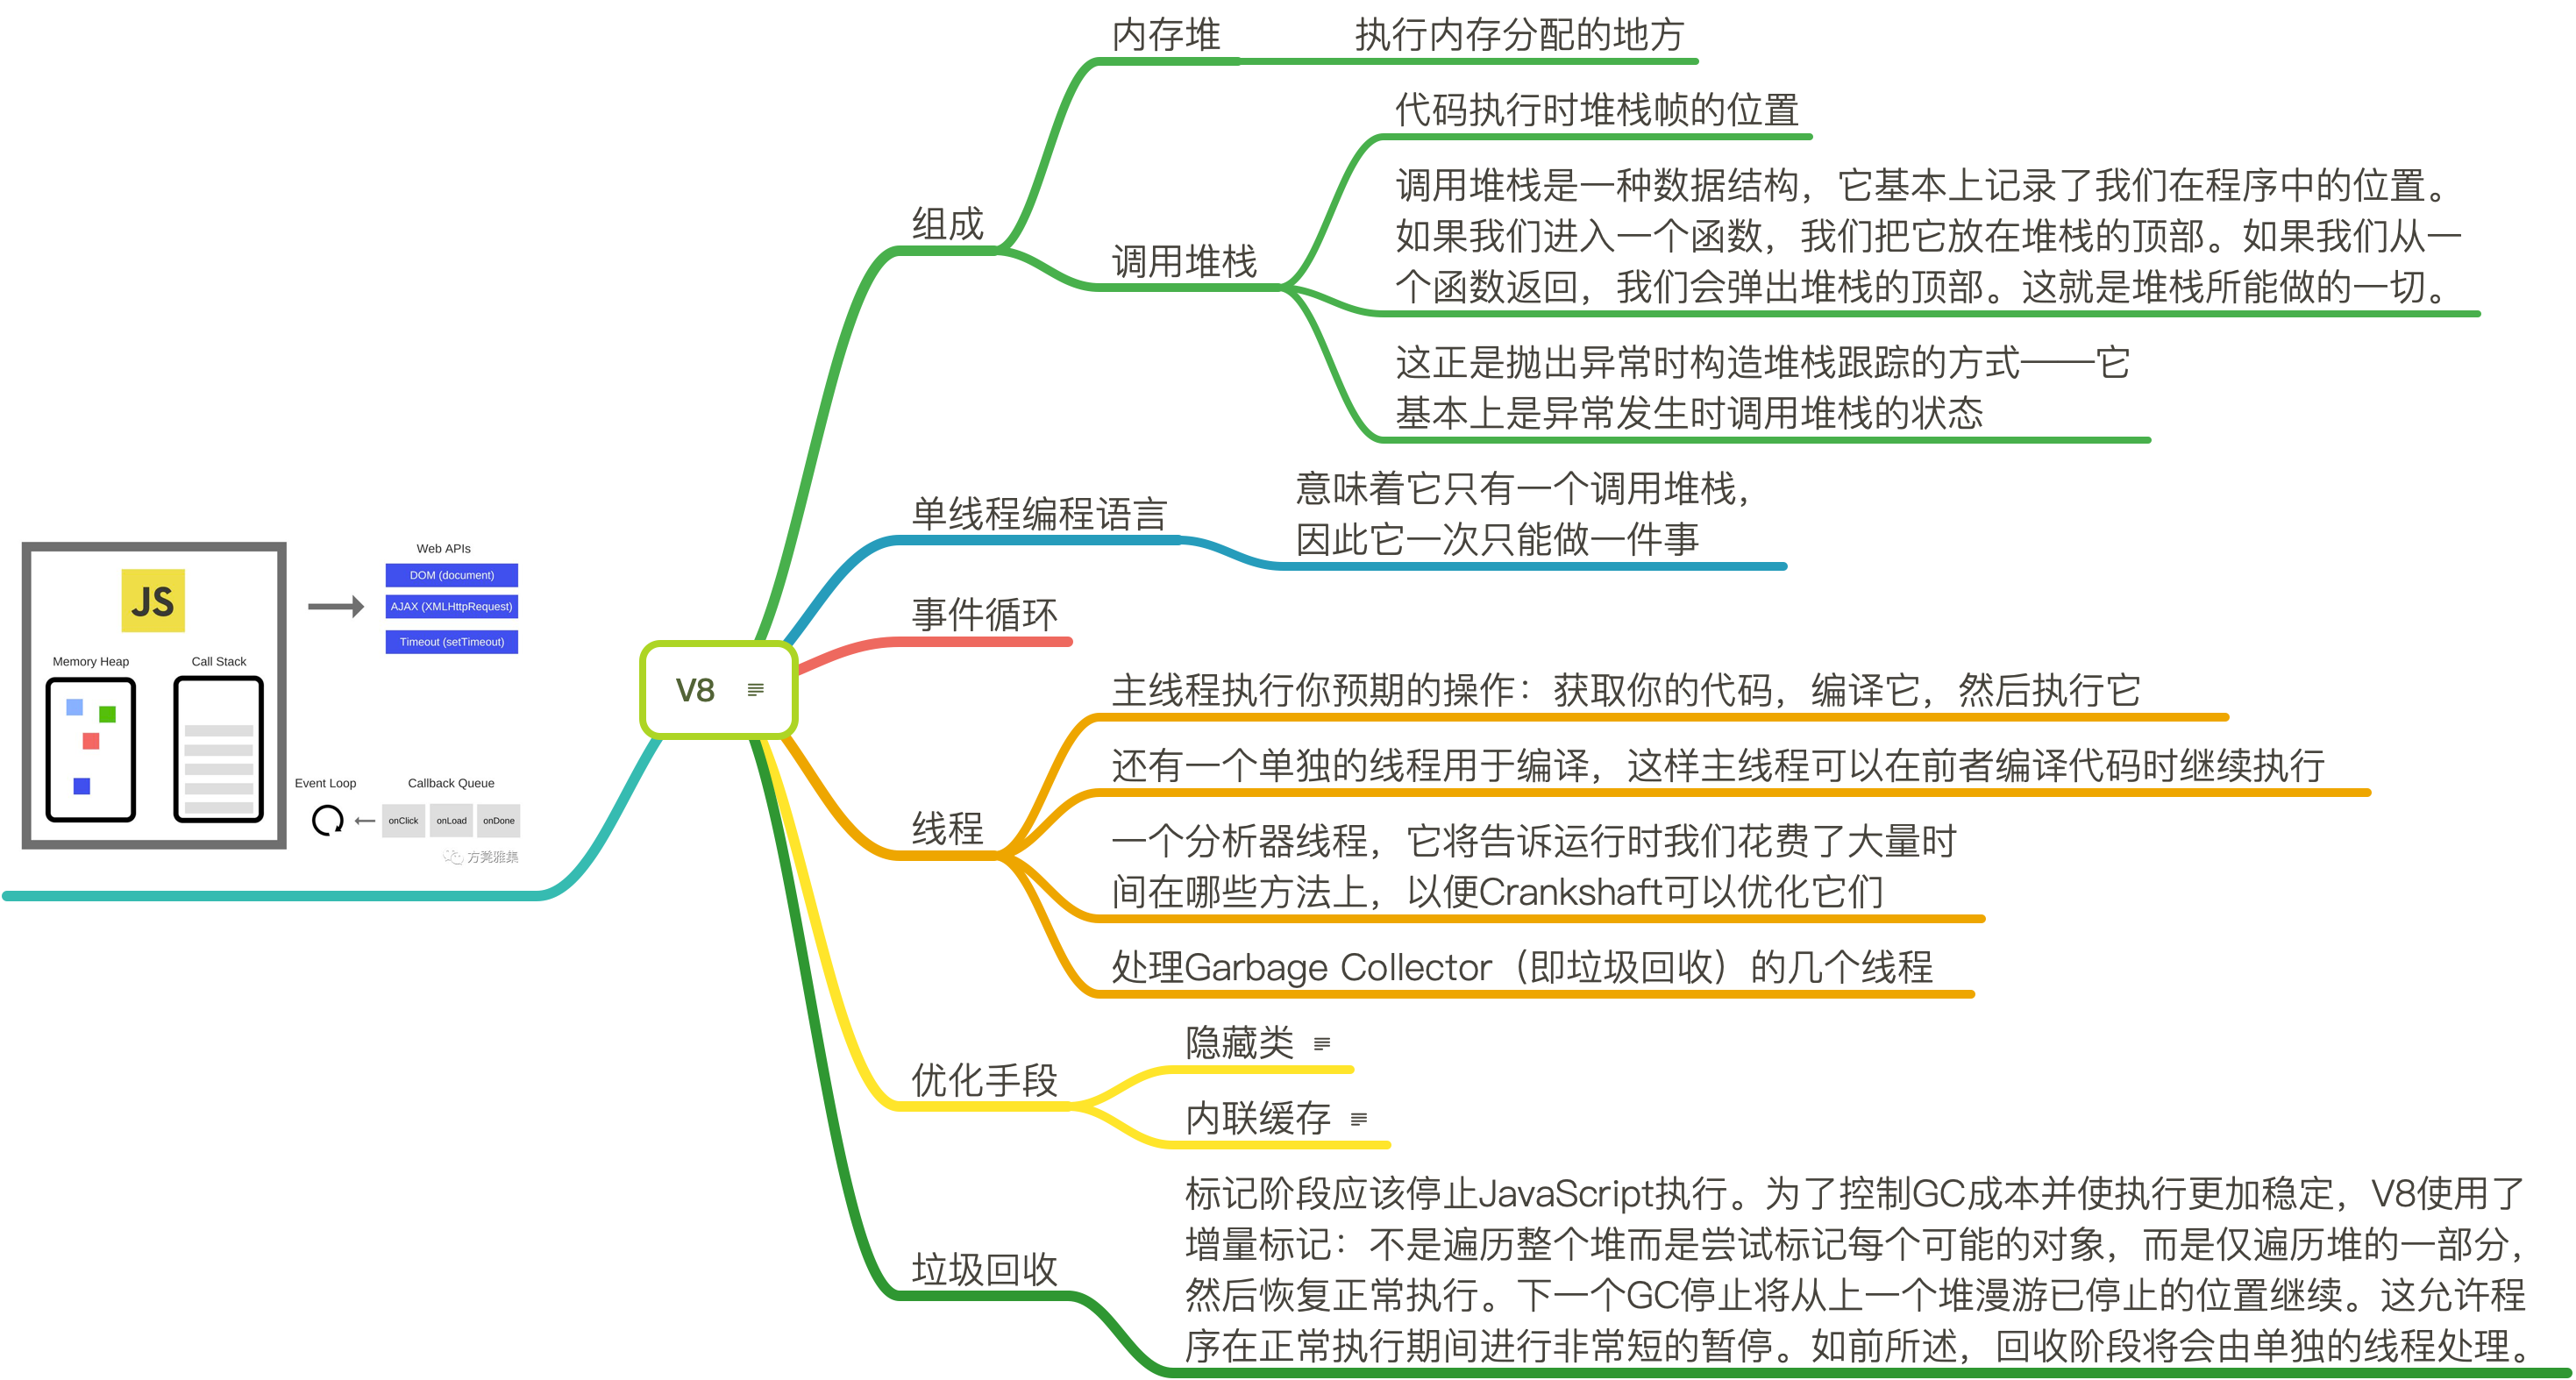 内存堆
执行内存分配的地方
代码执行时堆栈帧的位置
调用堆栈是一种数据结构，它基本上记录了我们在程序中的位置。
如果我们进入一个函数，我们把它放在堆栈的顶部。如果我们从一
个函数返回，我们会弹出堆栈的顶部。这就是堆栈所能做的一切。
组成
调用堆栈
这正是抛出异常时构造堆栈跟踪的方式——它
基本上是异常发生时调用堆栈的状态
单线程编程语言
意味着它只有一个调用堆栈，
因此它一次只能做一件事
事件循环
V8
主线程执行你预期的操作：获取你的代码，编译它，然后执行它
还有一个单独的线程用于编译，这样主线程可以在前者编译代码时继续执行
线程
一个分析器线程，它将告诉运行时我们花费了大量时
间在哪些方法上，以便Crankshaft可以优化它们
处理Garbage Collector（即垃圾回收）的几个线程
优化手段
隐藏类
内联缓存
垃圾回收
标记阶段应该停止JavaScript执行。为了控制GC成本并使执行更加稳定，V8使用了
增量标记：不是遍历整个堆而是尝试标记每个可能的对象，而是仅遍历堆的一部分，
然后恢复正常执行。下一个GC停止将从上一个堆漫游已停止的位置继续。这允许程
序在正常执行期间进行非常短的暂停。如前所述，回收阶段将会由单独的线程处理。
JS
Memory Heap
Call Stack
Web APIs
DOM (document)
AJAX (XMLHttpRequest)
Timeout (setTimeout)
Event Loop
Callback Queue
onClick
onLoad
onDone
方凳雅集